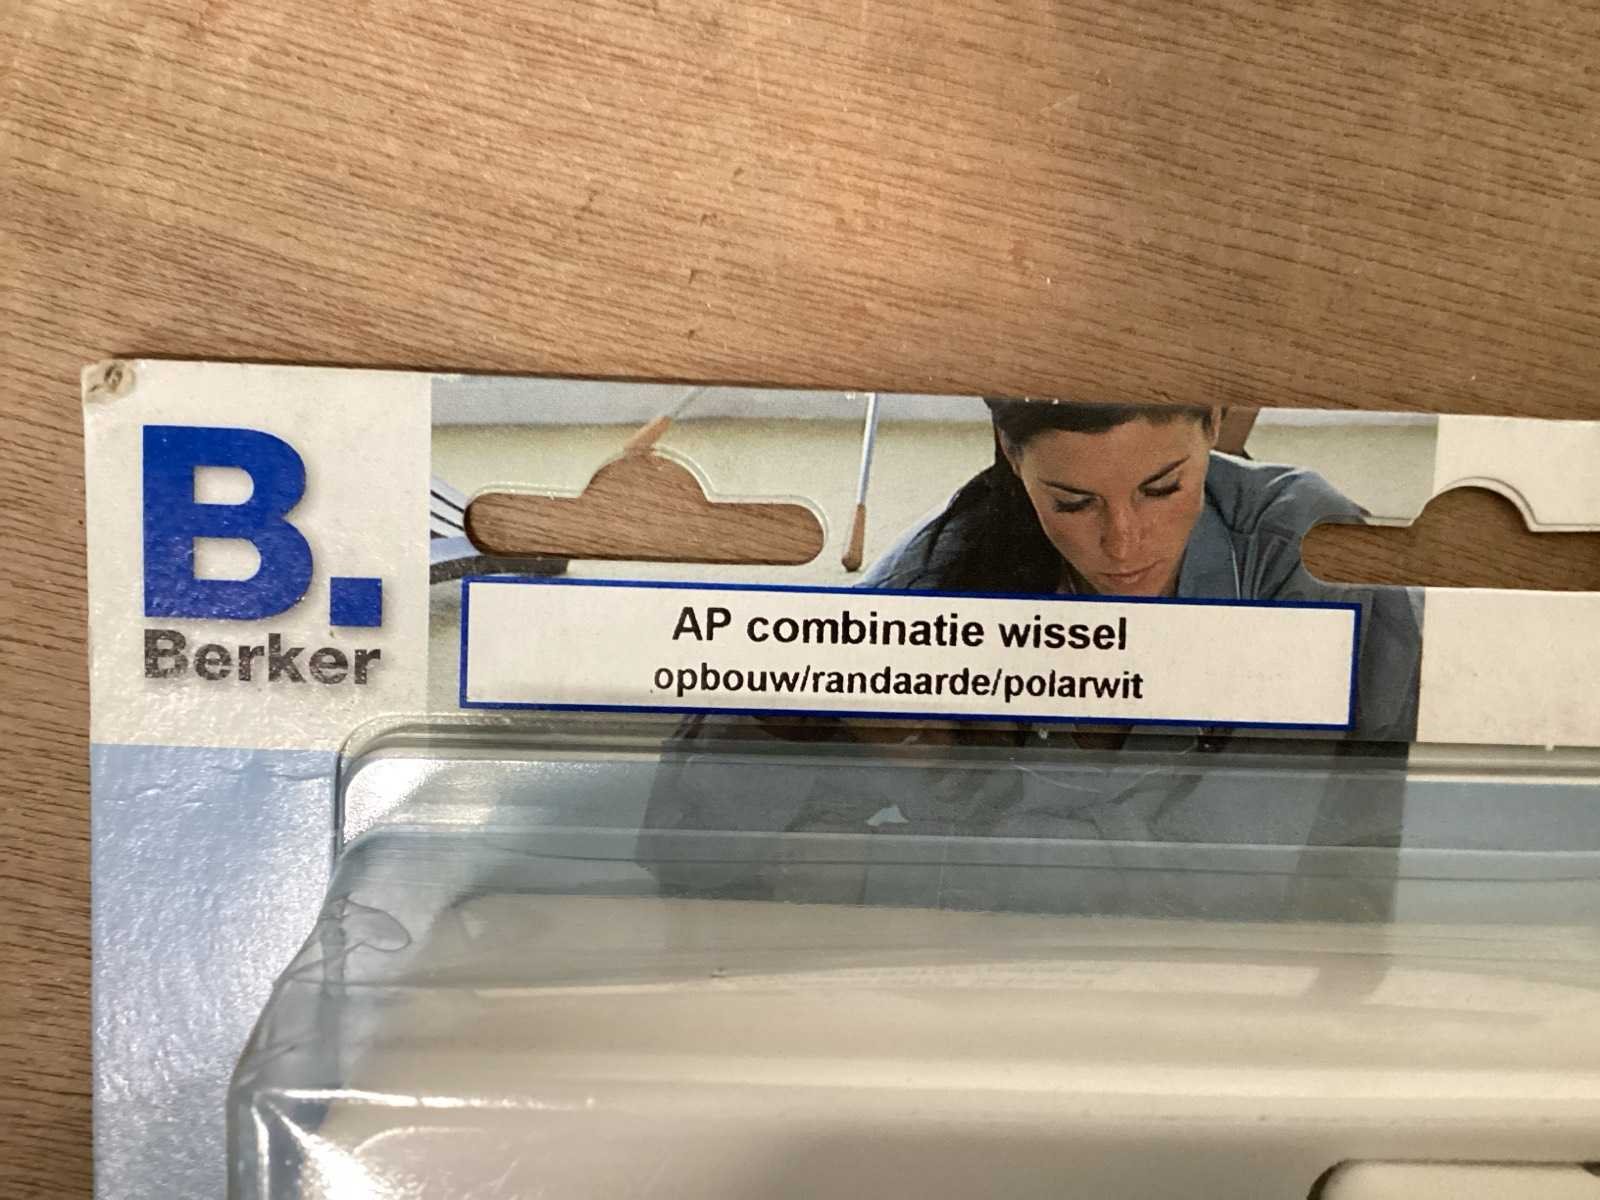 B.
Berker
AP combinatie wissel
opbouw/randaarde/polarwit